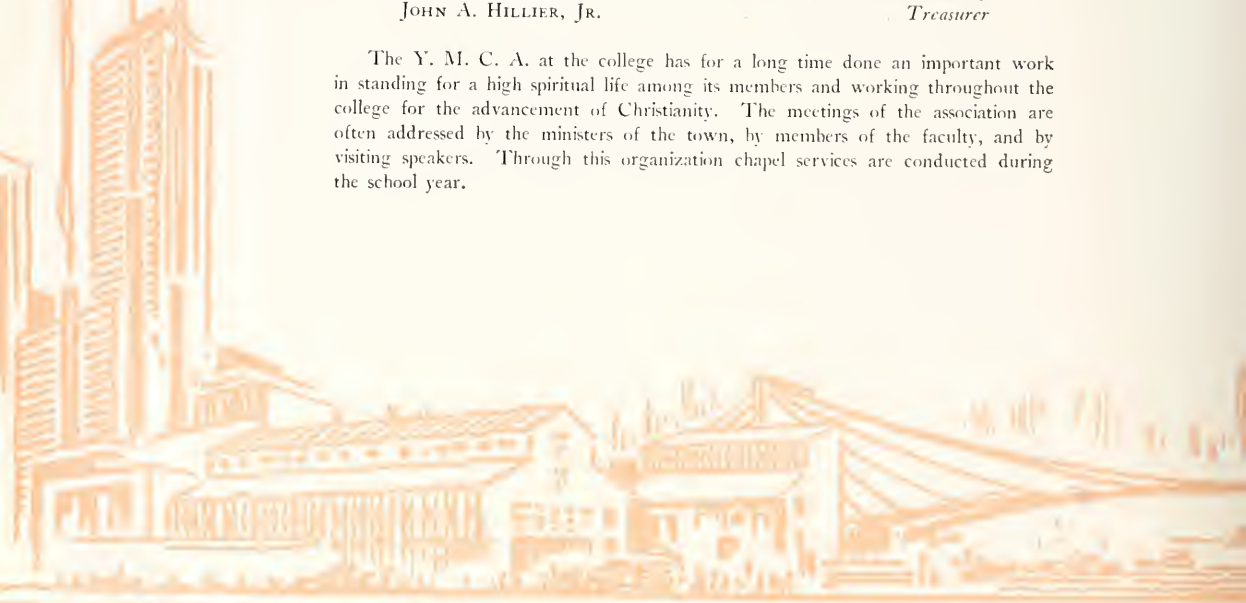 John A. Hillier, Jr. Treasurer
The Y. M. C. A. at the college has for a long time done an important work
in standing for a high spiritual life among its members and working throughout the
college for the advancement of Christianity. The meetings of the association are
often addressed by the ministers of the town, by members of the faculty, and by
visiting speakers. Through this organization chapel services are conducted during
the school year.